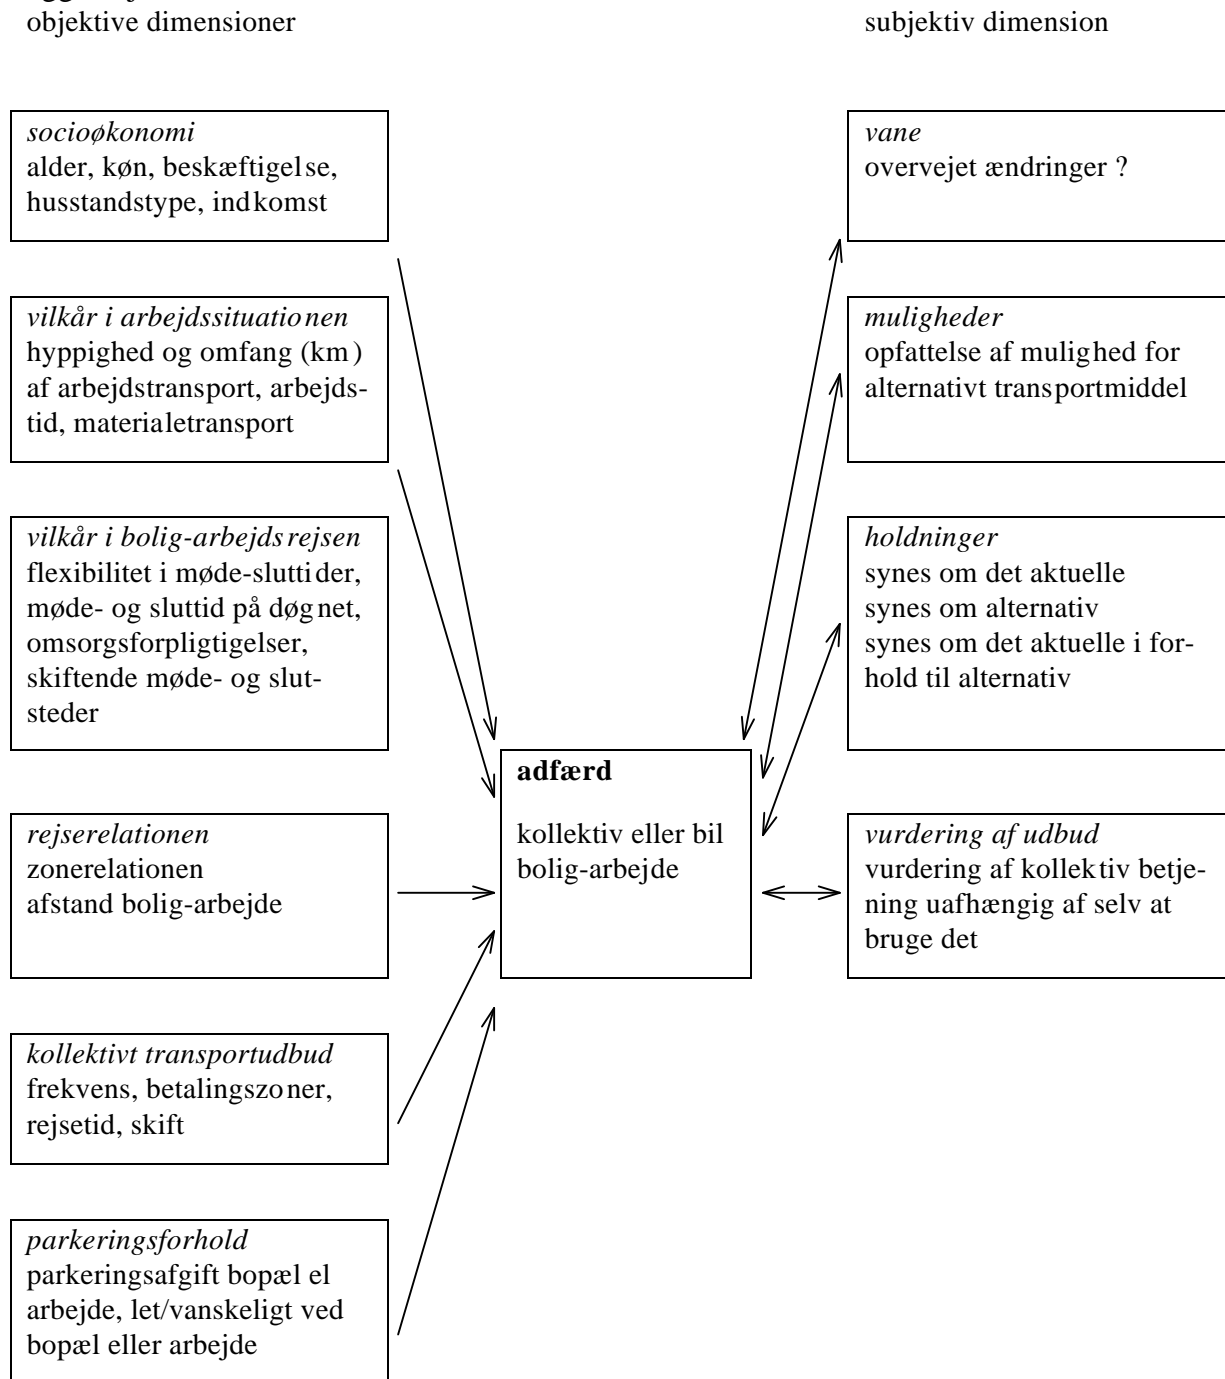 objektive dimensioner
subjektiv dimension
socioøkonomi
alder, køn, beskæftigelse,
husstandstype, indkomst
vilkår i arbejdssituationen
hyppighed og omfang (km)
af arbejdstransport, arbejds-
tid, materialetransport
vilkår i bolig-arbejdsrejsen
flexibilitet i møde-sluttider,
møde- og sluttid på døgnet,
omsorgsforpligtigelser,
skiftende møde- og slut-
steder
rejserelationen
zonerelationen
afstand bolig-arbejde
kollektivt transportudbud
frekvens, betalingszoner,
rejsetid, skift
parkeringsforhold
parkeringsafgift bopæl el
arbejde, let/vanskeligt ved
bopæl eller arbejde
adfærd
kollektiv eller bil
bolig-arbejde
vane
overvejet ændringer ?
muligheder
opfattelse af mulighed for
alternativt transportmiddel
holdninger
synes om det aktuelle
synes om alternativ
synes om det aktuelle i for-
hold til alternativ
vurdering af udbud
vurdering af kollektiv betje-
ning uafhængig af selv at
bruge det